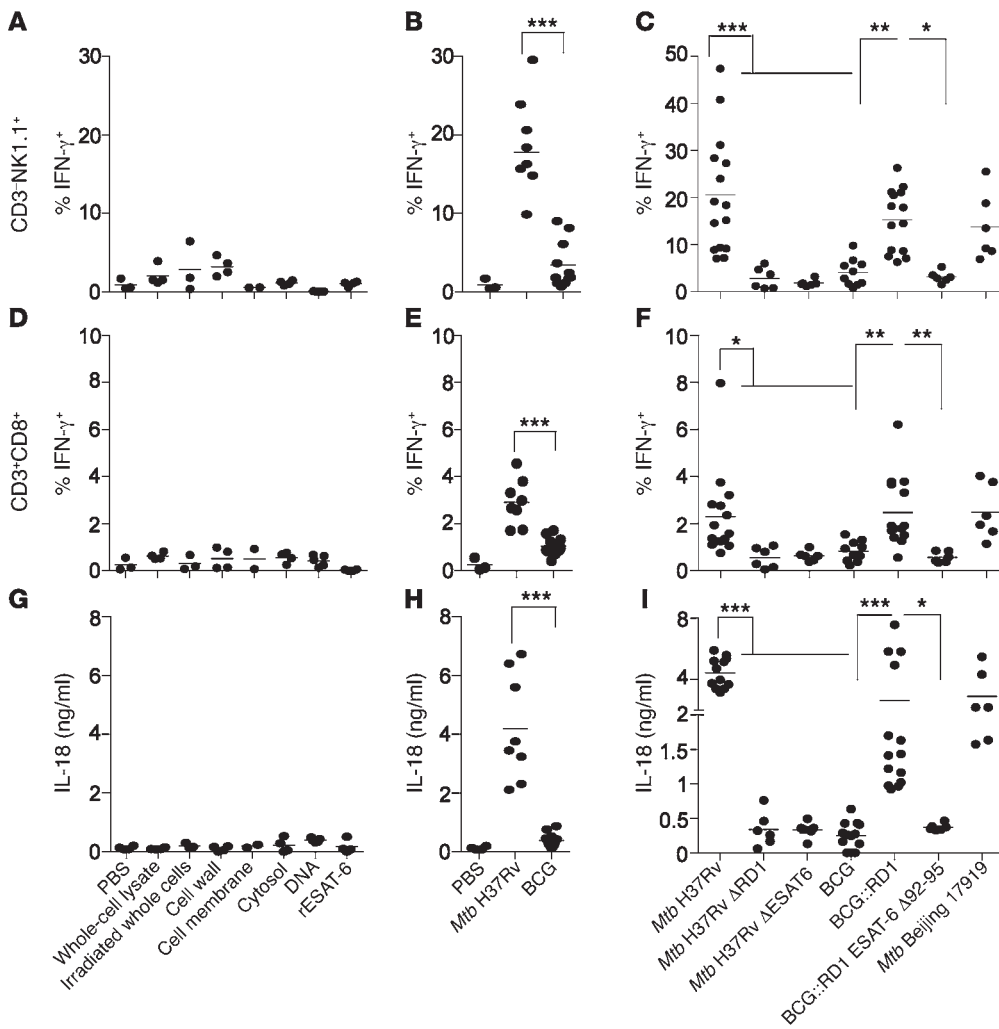 A
B
C
CD3⁻NK1.1⁺
% IFN-γ⁺
30
20
10
0
% IFN-γ⁺
30
20
10
0
***
% IFN-γ⁺
50
40
30
20
10
0
***
**
*
D
E
F
CD3⁺CD8⁺
% IFN-γ⁺
10
8
6
4
2
0
% IFN-γ⁺
10
8
6
4
2
0
***
% IFN-γ⁺
10
8
6
4
2
0
*
**
**
G
H
I
IL-18 (ng/ml)
8
6
4
2
0
IL-18 (ng/ml)
8
6
4
2
0
***
IL-18 (ng/ml)
8
6
4
2
2
1.5
1
0.5
0
***
***
*
PBS
Whole-cell lysate
Irradiated whole cells
Cell wall
Cell membrane
Cytosol
DNA
rESAT-6
PBS
Mtb H37Rv
BCG
Mtb H37Rv
Mtb H37Rv ΔRD1
Mtb H37Rv ΔESAT6
BCG
BCG::RD1
BCG::RD1 ESAT-6 Δ92-95
Mtb Beijing 17919